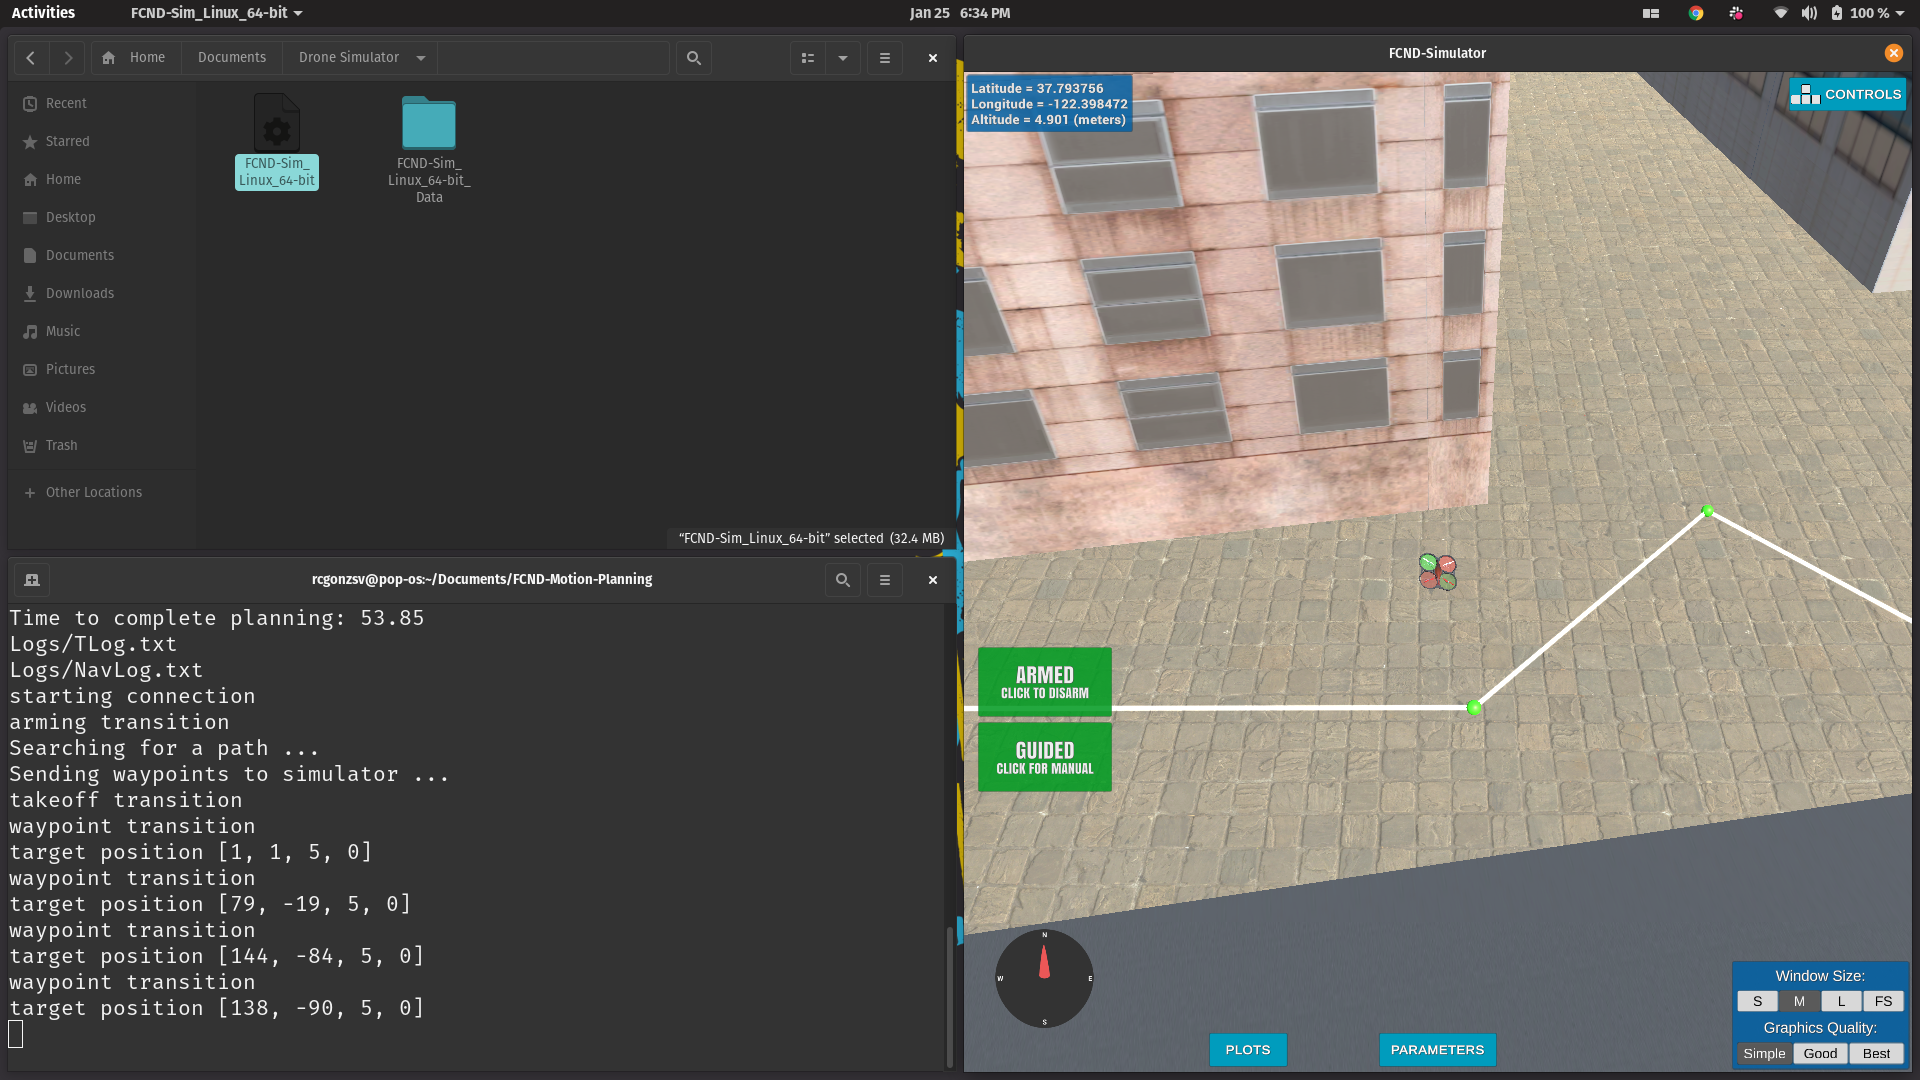 Activities
FCND-Sim_Linux_64-bit
Jan 25 6:34 PM
100 %
Home
Documents
Drone Simulator
Recent
Starred
Home
Desktop
Documents
Downloads
Music
Pictures
Videos
Trash
Other Locations
FCND-Sim_
Linux_64-bit
FCND-Sim_
Linux_64-bit_
Data
“FCND-Sim_Linux_64-bit” selected (32.4 MB)
rcgonzsv@pop-os:~/Documents/FCND-Motion-Planning
Time to complete planning: 53.85
Logs/TLog.txt
Logs/NavLog.txt
starting connection
arming transition
Searching for a path ...
Sending waypoints to simulator ...
takeoff transition
waypoint transition
target position [1, 1, 5, 0]
waypoint transition
target position [79, -19, 5, 0]
waypoint transition
target position [144, -84, 5, 0]
waypoint transition
target position [138, -90, 5, 0]
FCND-Simulator
Latitude = 37.793756
Longitude = -122.398472
Altitude = 4.901 (meters)
CONTROLS
ARMED
CLICK TO DISARM
GUIDED
CLICK FOR MANUAL
N
W
E
S
PLOTS
PARAMETERS
Window Size:
S M L FS
Graphics Quality:
Simple Good Best